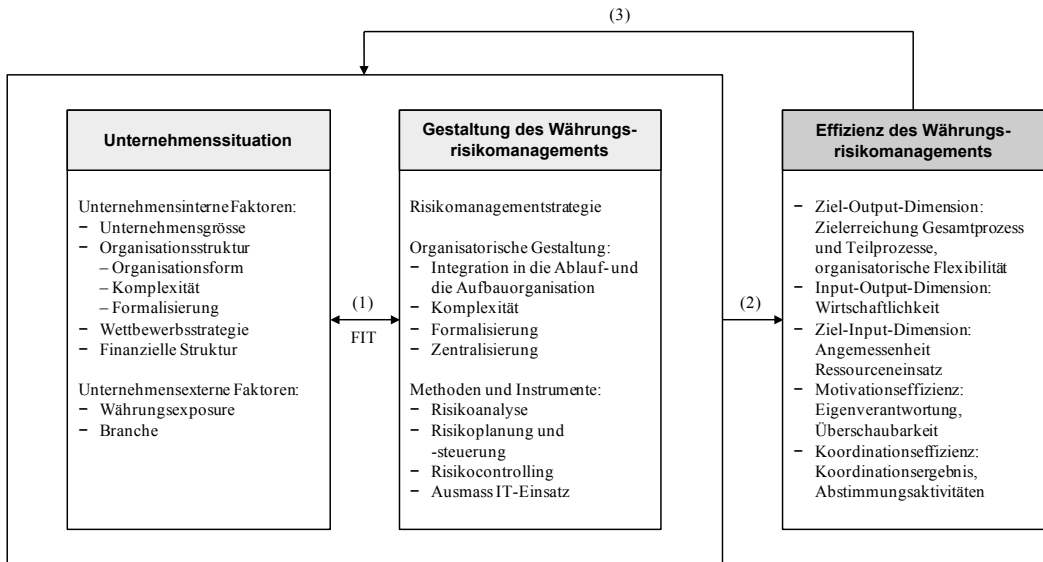 (3)
Unternehmenssituation
Unternehmensinterne Faktoren:
– Unternehmensgrösse
– Organisationsstruktur
– Organisationsform
– Komplexität
– Formalisierung
– Wettbewerbsstrategie
– Finanzielle Struktur
Unternehmensexterne Faktoren:
– Währungsexposure
– Branche
(1)
FIT
Gestaltung des Währungs-
risikomanagements
Risikomanagementstrategie
Organisatorische Gestaltung:
– Integration in die Ablauf- und
die Aufbauorganisation
– Komplexität
– Formalisierung
– Zentralisierung
Methoden und Instrumente:
– Risikoanalyse
– Risikoplanung und
-steuerung
– Risikocontrolling
– Ausmass IT-Einsatz
(2)
Effizienz des Währungs-
risikomanagements
– Ziel-Output-Dimension:
Zielerreichung Gesamtprozess
und Teilprozesse,
organisatorische Flexibilität
– Input-Output-Dimension:
Wirtschaftlichkeit
– Ziel-Input-Dimension:
Angemessenheit
Ressourceneinsatz
– Motivationseffizienz:
Eigenverantwortung,
Überschaubarkeit
– Koordinationseffizienz:
Koordinationsergebnis,
Abstimmungsaktivitäten